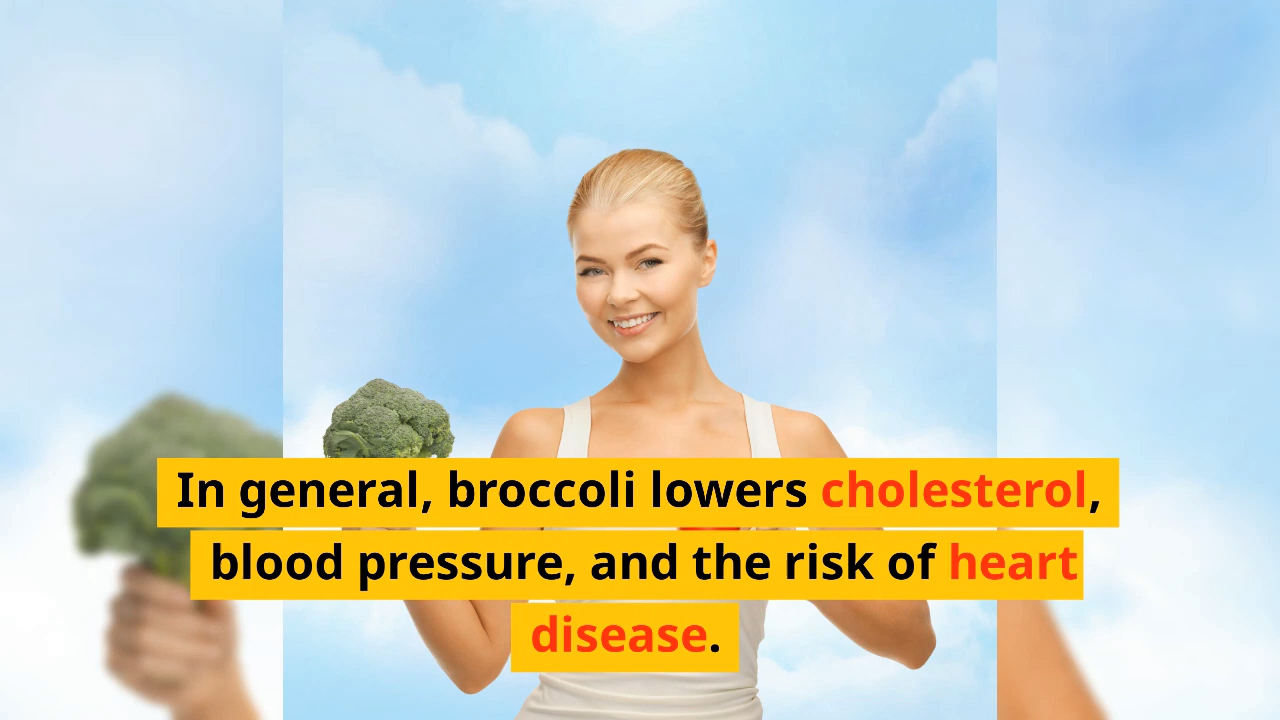 In general, broccoli lowers cholesterol,
blood pressure, and the risk of heart
disease.